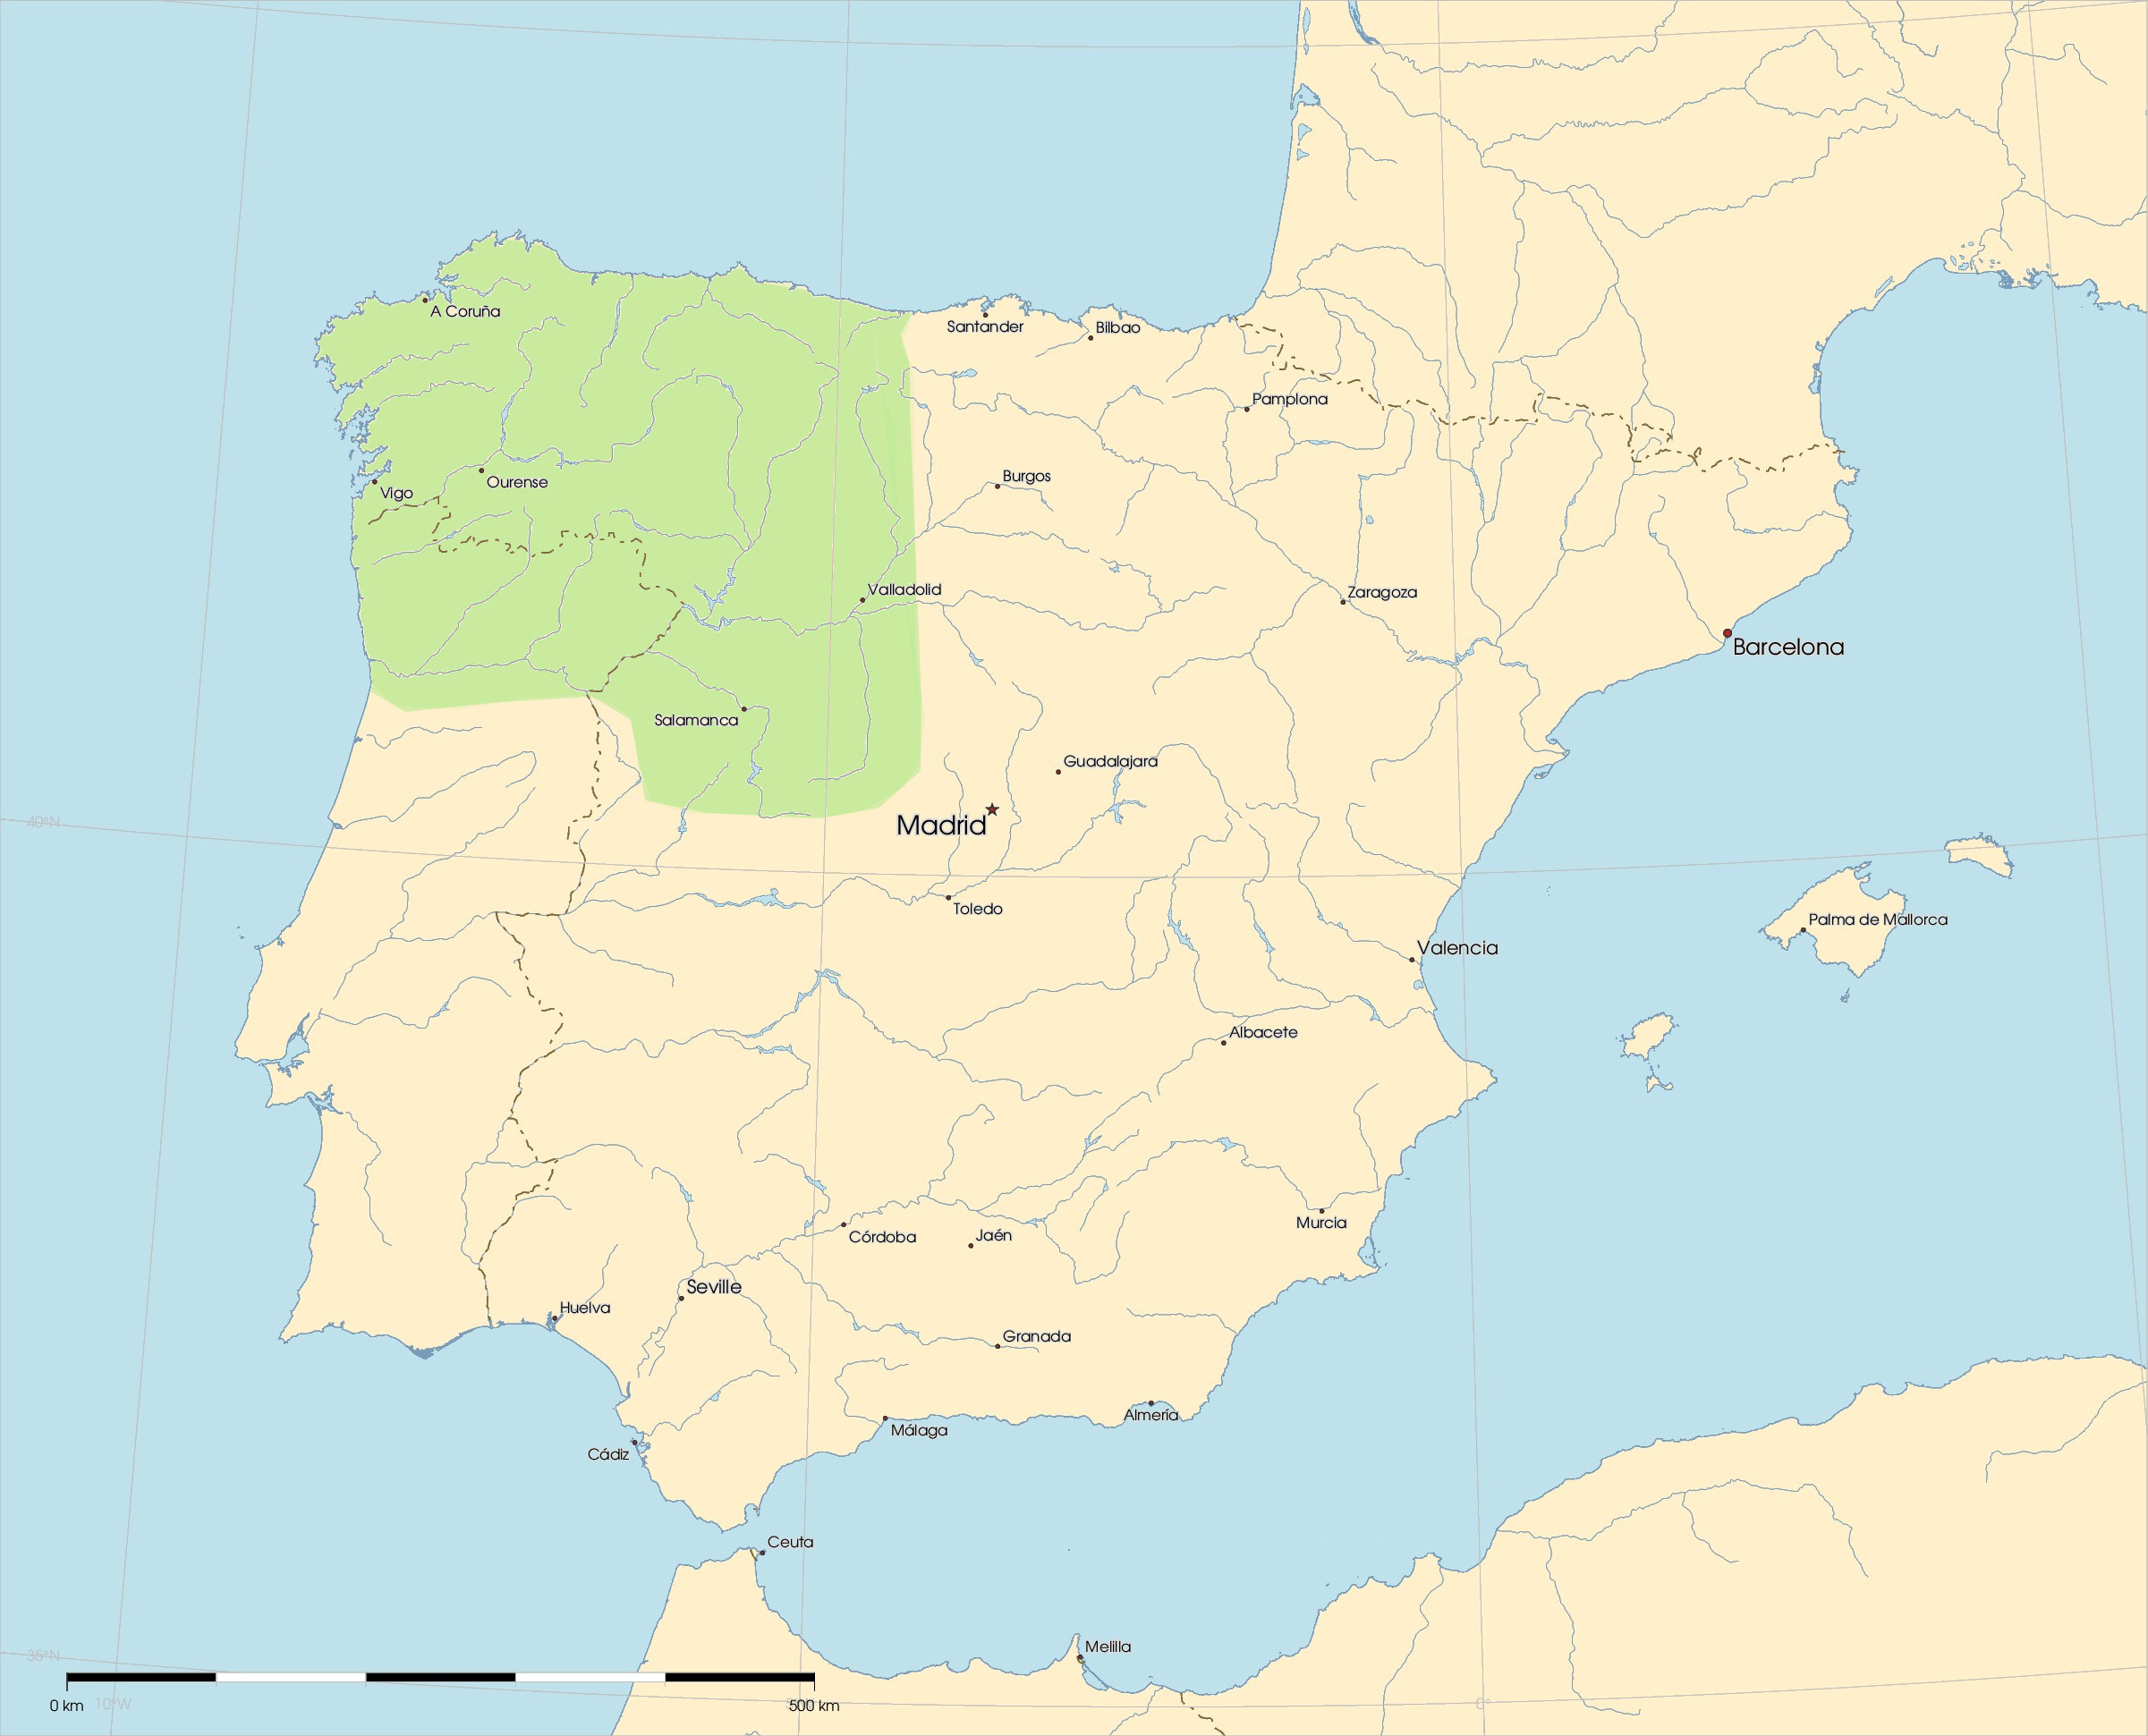 A Coruña
Santander
Bilbao
Pamplona
Burgos
Ourense
Vigo
Valladolid
Zaragoza
Barcelona
Salamanca
Guadalajara
40°N
Madrid
Toledo
Palma de Mallorca
Valencia
Albacete
Murcia
Córdoba
Jaén
Seville
Huelva
Granada
Almería
Málaga
Cádiz
Ceuta
Melilla
35°N
0 km
10°W
500 km
0°